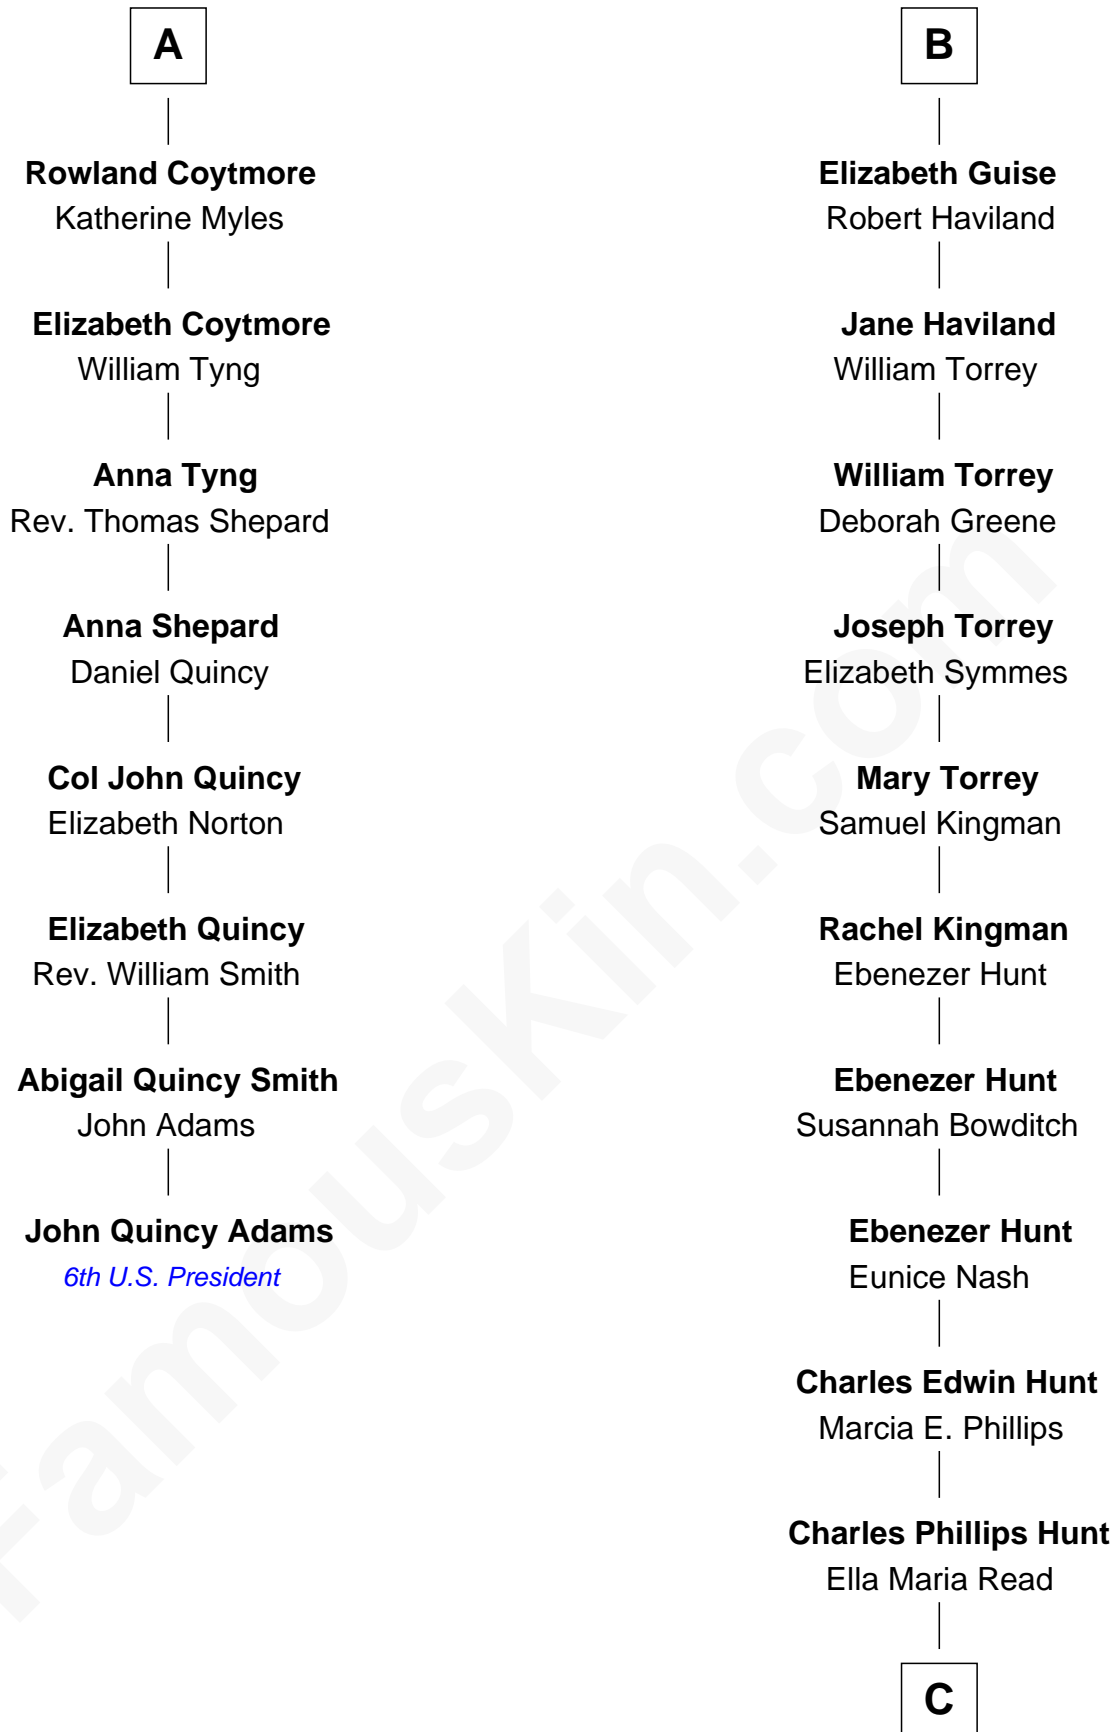 A
Rowland Coytmore
Katherine Myles
Elizabeth Coytmore
William Tyng
Anna Tyng
Rev. Thomas Shepard
Anna Shepard
Daniel Quincy
Col John Quincy
Elizabeth Norton
Elizabeth Quincy
Rev. William Smith
Abigail Quincy Smith
John Adams
John Quincy Adams
6th U.S. President
B
Elizabeth Guise
Robert Haviland
Jane Haviland
William Torrey
William Torrey
Deborah Greene
Joseph Torrey
Elizabeth Symmes
Mary Torrey
Samuel Kingman
Rachel Kingman
Ebenezer Hunt
Ebenezer Hunt
Susannah Bowditch
Ebenezer Hunt
Eunice Nash
Charles Edwin Hunt
Marcia E. Phillips
Charles Phillips Hunt
Ella Maria Read
C
FamousKin.com